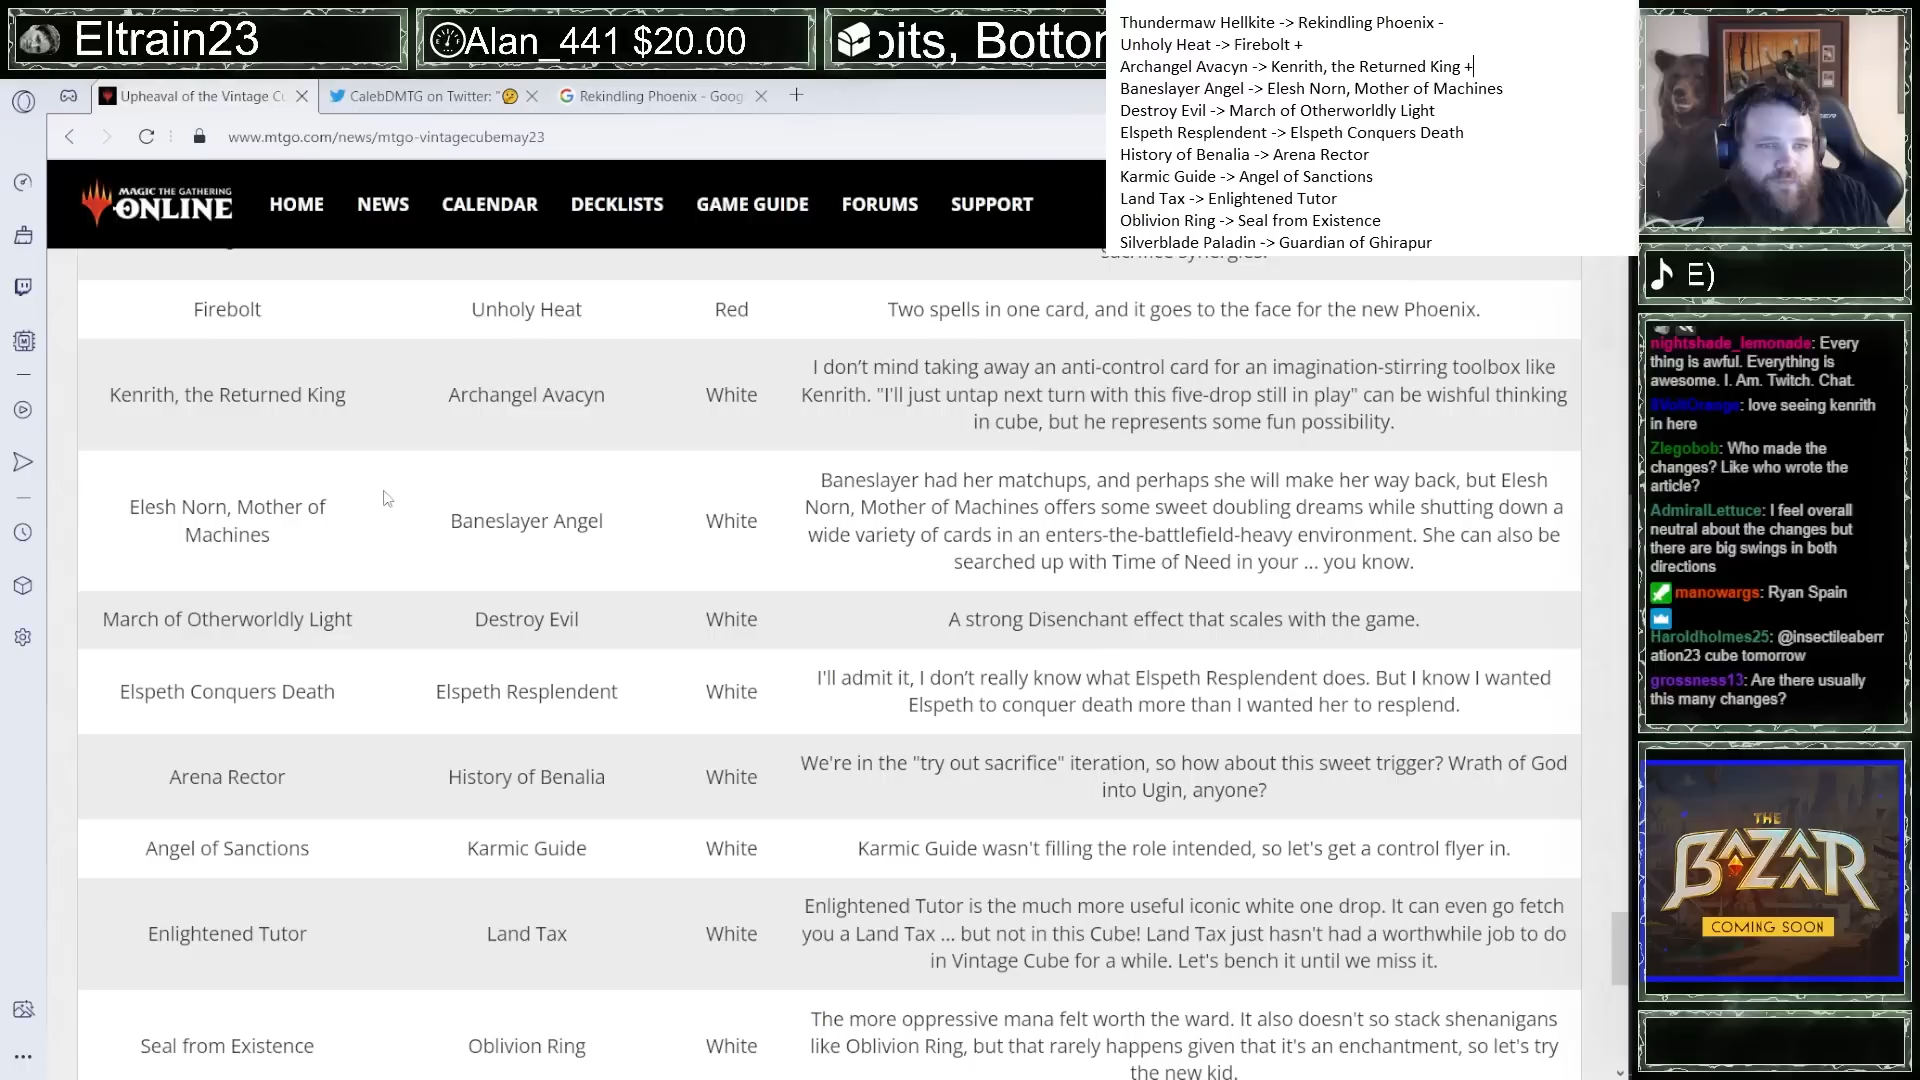 Eltrain23
Alan_441 $20.00
bits, Bottor
Thundermaw Hellkite -> Rekindling Phoenix -
Unholy Heat -> Firebolt +
Archangel Avacyn -> Kenrith, the Returned King +
Baneslayer Angel -> Elesh Norn, Mother of Machines
Destroy Evil -> March of Otherworldly Light
Elspeth Resplendent -> Elspeth Conquers Death
History of Benalia -> Arena Rector
Karmic Guide -> Angel of Sanctions
Land Tax -> Enlightened Tutor
Oblivion Ring -> Seal from Existence
Silverblade Paladin -> Guardian of Ghirapur
Upheaval of the Vintage Cu
CalebDMTG on Twitter: "🤔
Rekindling Phoenix - Goog
www.mtgo.com/news/mtgo-vintagecubemay23
MAGIC THE GATHERING
ONLINE
HOME NEWS CALENDAR DECKLISTS GAME GUIDE FORUMS SUPPORT
sacrifice synergies.
Firebolt Unholy Heat Red Two spells in one card, and it goes to the face for the new Phoenix.
I don’t mind taking away an anti-control card for an imagination-stirring toolbox like
Kenrith, the Returned King Archangel Avacyn White Kenrith. "I'll just untap next turn with this five-drop still in play" can be wishful thinking
in cube, but he represents some fun possibility.
Baneslayer had her matchups, and perhaps she will make her way back, but Elesh
Elesh Norn, Mother of
Machines
Baneslayer Angel White
Norn, Mother of Machines offers some sweet doubling dreams while shutting down a
wide variety of cards in an enters-the-battlefield-heavy environment. She can also be
searched up with Time of Need in your ... you know.
March of Otherworldly Light Destroy Evil White A strong Disenchant effect that scales with the game.
Elspeth Conquers Death Elspeth Resplendent White
I'll admit it, I don’t really know what Elspeth Resplendent does. But I know I wanted
Elspeth to conquer death more than I wanted her to resplend.
Arena Rector History of Benalia White
We're in the "try out sacrifice" iteration, so how about this sweet trigger? Wrath of God
into Ugin, anyone?
Angel of Sanctions Karmic Guide White Karmic Guide wasn't filling the role intended, so let's get a control flyer in.
Enlightened Tutor is the much more useful iconic white one drop. It can even go fetch
Enlightened Tutor Land Tax White you a Land Tax ... but not in this Cube! Land Tax just hasn't had a worthwhile job to do
in Vintage Cube for a while. Let's bench it until we miss it.
The more oppressive mana felt worth the ward. It also doesn't so stack shenanigans
Seal from Existence Oblivion Ring White like Oblivion Ring, but that rarely happens given that it's an enchantment, so let's try
the new kid.
E)
nightshade_lemonade: Every
thing is awful. Everything is
awesome. I. Am. Twitch. Chat.
love seeing kenrith
in here
Zlegobob: Who made the
changes? Like who wrote the
article?
AdmiralLettuce: I feel overall
neutral about the changes but
there are big swings in both
directions
manowargs: Ryan Spain
Haroldholmes25: @insectileaberr
ation23 cube tomorrow
grossness13: Are there usually
this many changes?
THE
BAZAAR
COMING SOON